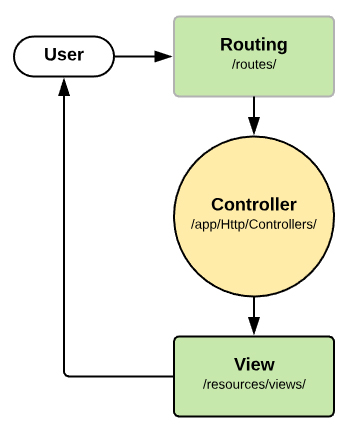 User
Routing
/routes/
Controller
/app/Http/Controllers/
View
/resources/views/